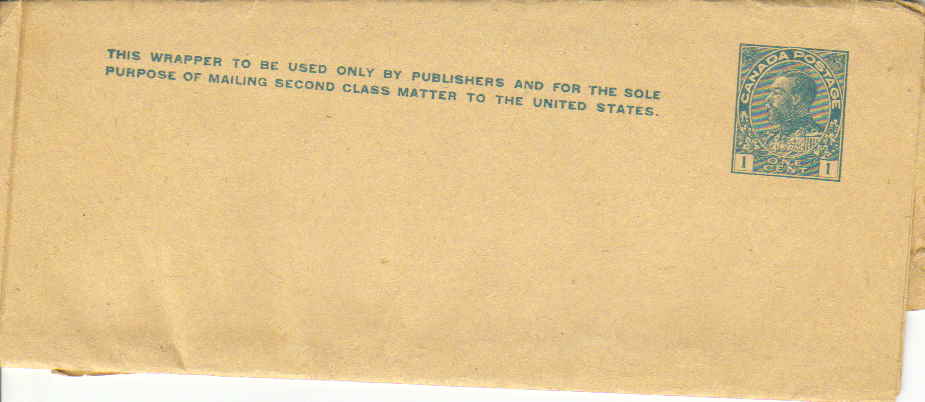 THIS WRAPPER TO BE USED ONLY BY PUBLISHERS AND FOR THE SOLE
PURPOSE OF MAILING SECOND CLASS MATTER TO THE UNITED STATES.
CANADA POSTAGE
1 ONE 1
CENT